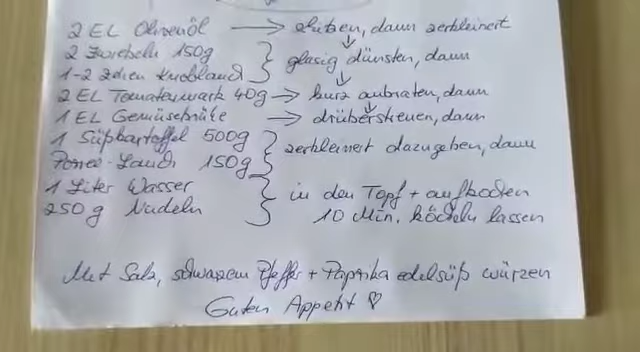 2 EL Olivenöl → erhitzen, dann zerkleinert
2 Zwiebeln 150g
1-2 Zehen Knoblauch } glasig dünsten, dann
2 EL Tomatenmark 40g → kurz anbraten, dann
1 EL Gemüsebrühe → drüberstreuen, dann
1 Süßkartoffel 500g
Porree-Lauch 150g } zerkleinert dazugeben, dann
1 Liter Wasser } in den Topf + aufkochen
250 g Nudeln 10 Min. köcheln lassen
Mit Salz, schwarzem Pfeffer + Paprika edelsüß würzen
Guten Appetit ♡